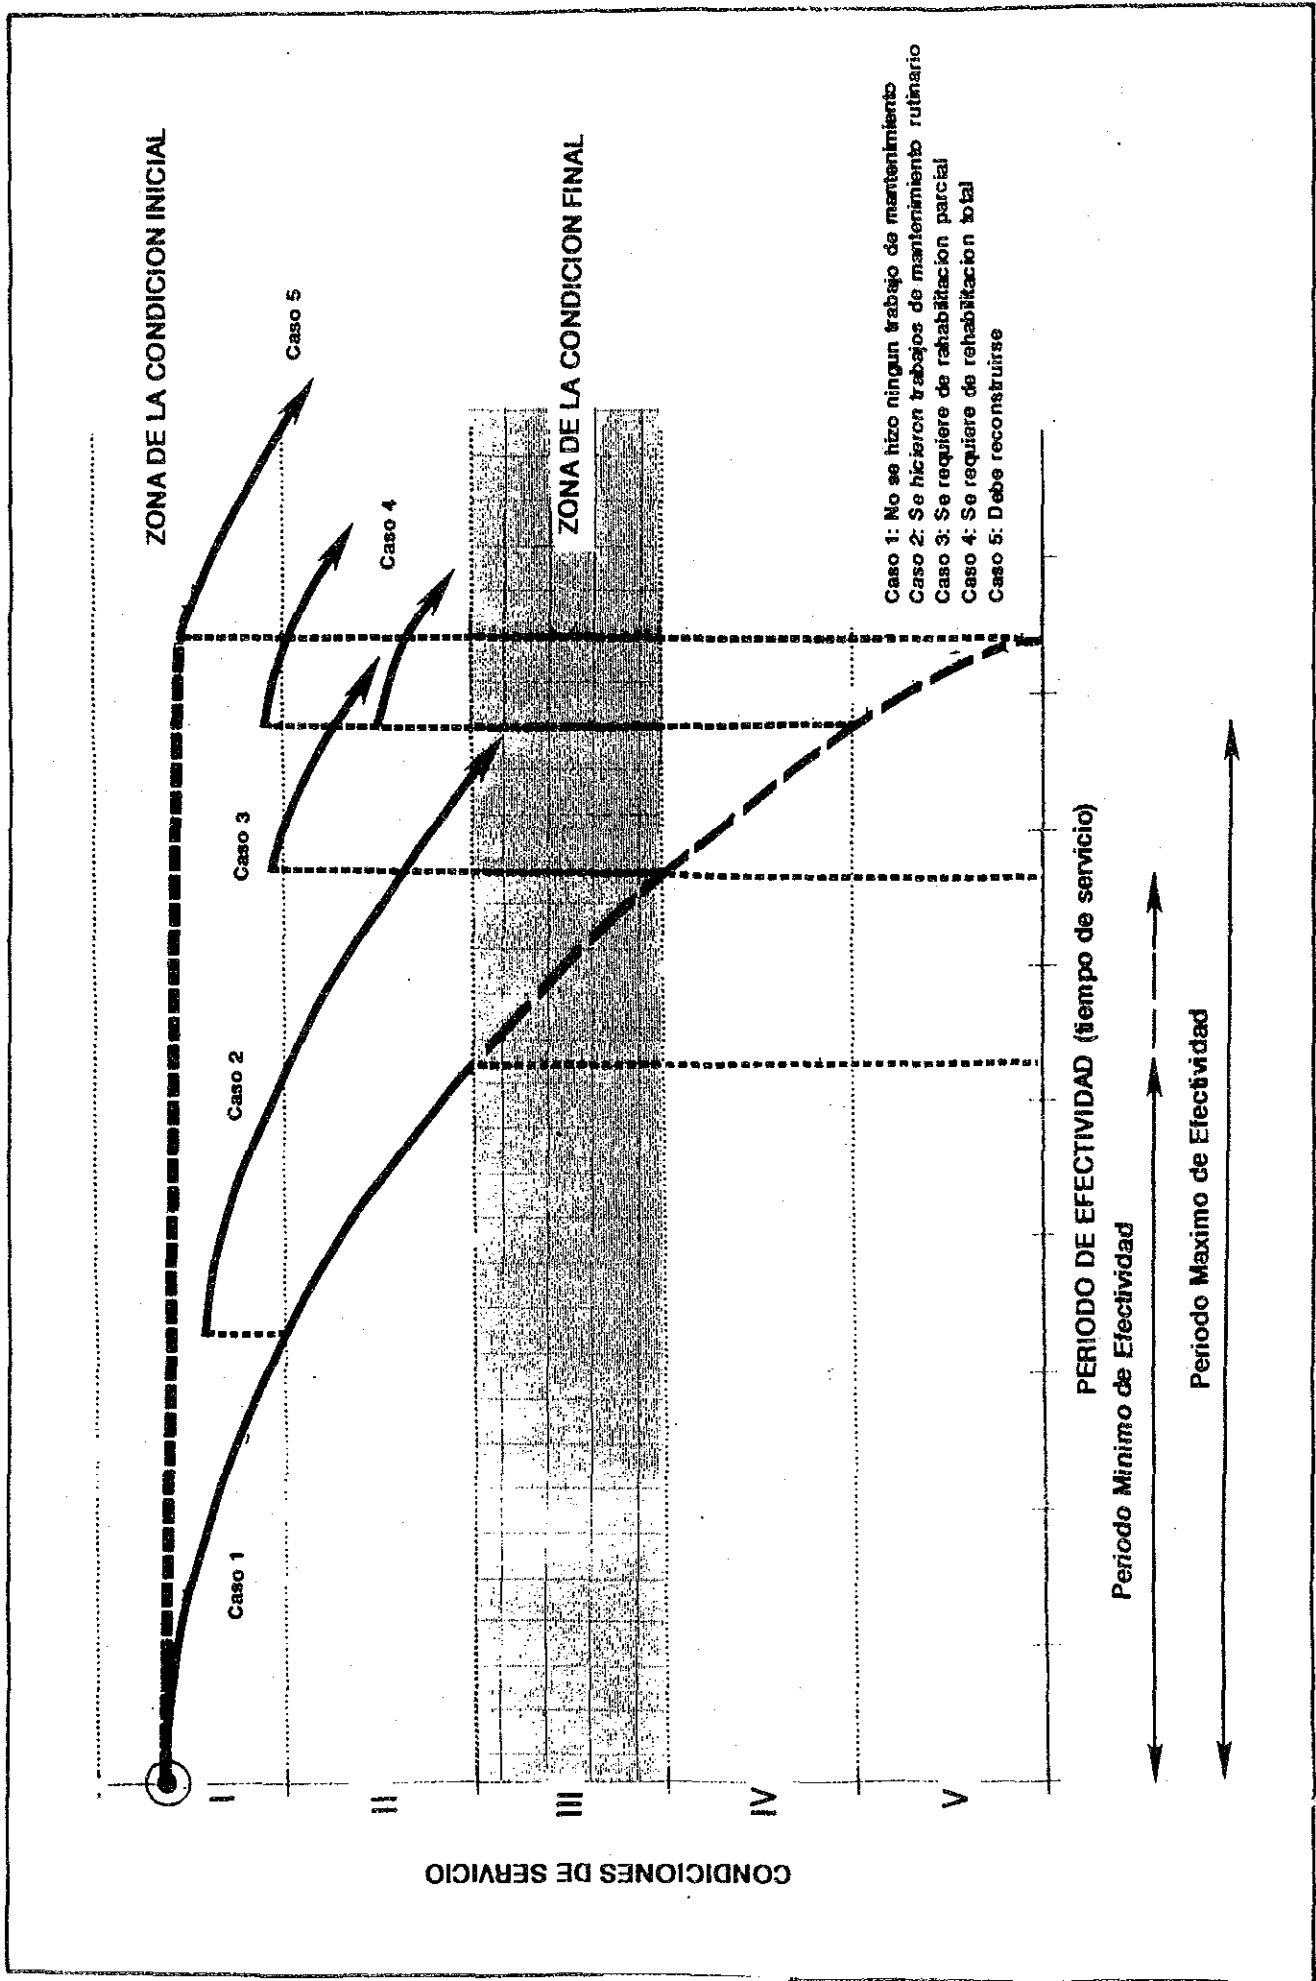 ZONA DE LA CONDICION INICIAL
Caso 5
Caso 4
Caso 3
Caso 2
Caso 1
ZONA DE LA CONDICION FINAL
CONDICIONES DE SERVICIO
I
II
III
IV
V
Caso 1: No se hizo ningun trabajo de mantenimiento
Caso 2: Se hicieron trabajos de mantenimiento rutinario
Caso 3: Se requiere de rahabilitacion parcial
Caso 4: Se requiere de rehabilitacion total
Caso 5: Debe reconstruirse
PERIODO DE EFECTIVIDAD (tiempo de servicio)
Periodo Minimo de Efectividad
Periodo Maximo de Efectividad